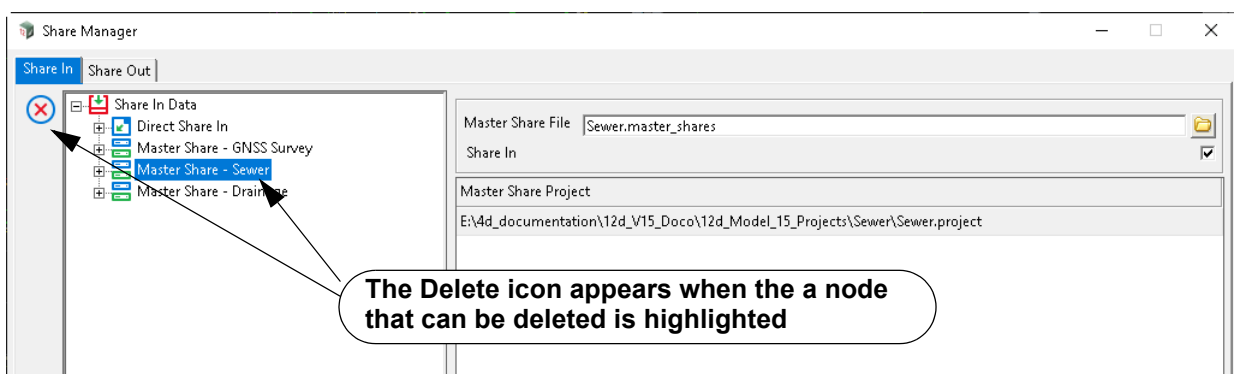 Share Manager
Share In Share Out
Share In Data
Direct Share In
Master Share - GNSS Survey
Master Share - Sewer
Master Share - Drainage
Master Share File Sewer.master_shares
Share In
Master Share Project
E:\4d_documentation\12d_V15_Doco\12d_Model_15_Projects\Sewer\Sewer.project
The Delete icon appears when the a node
that can be deleted is highlighted